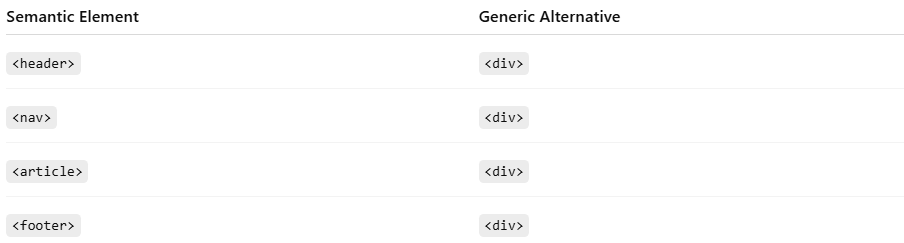 Semantic Element Generic Alternative
<header> <div>
<nav> <div>
<article> <div>
<footer> <div>